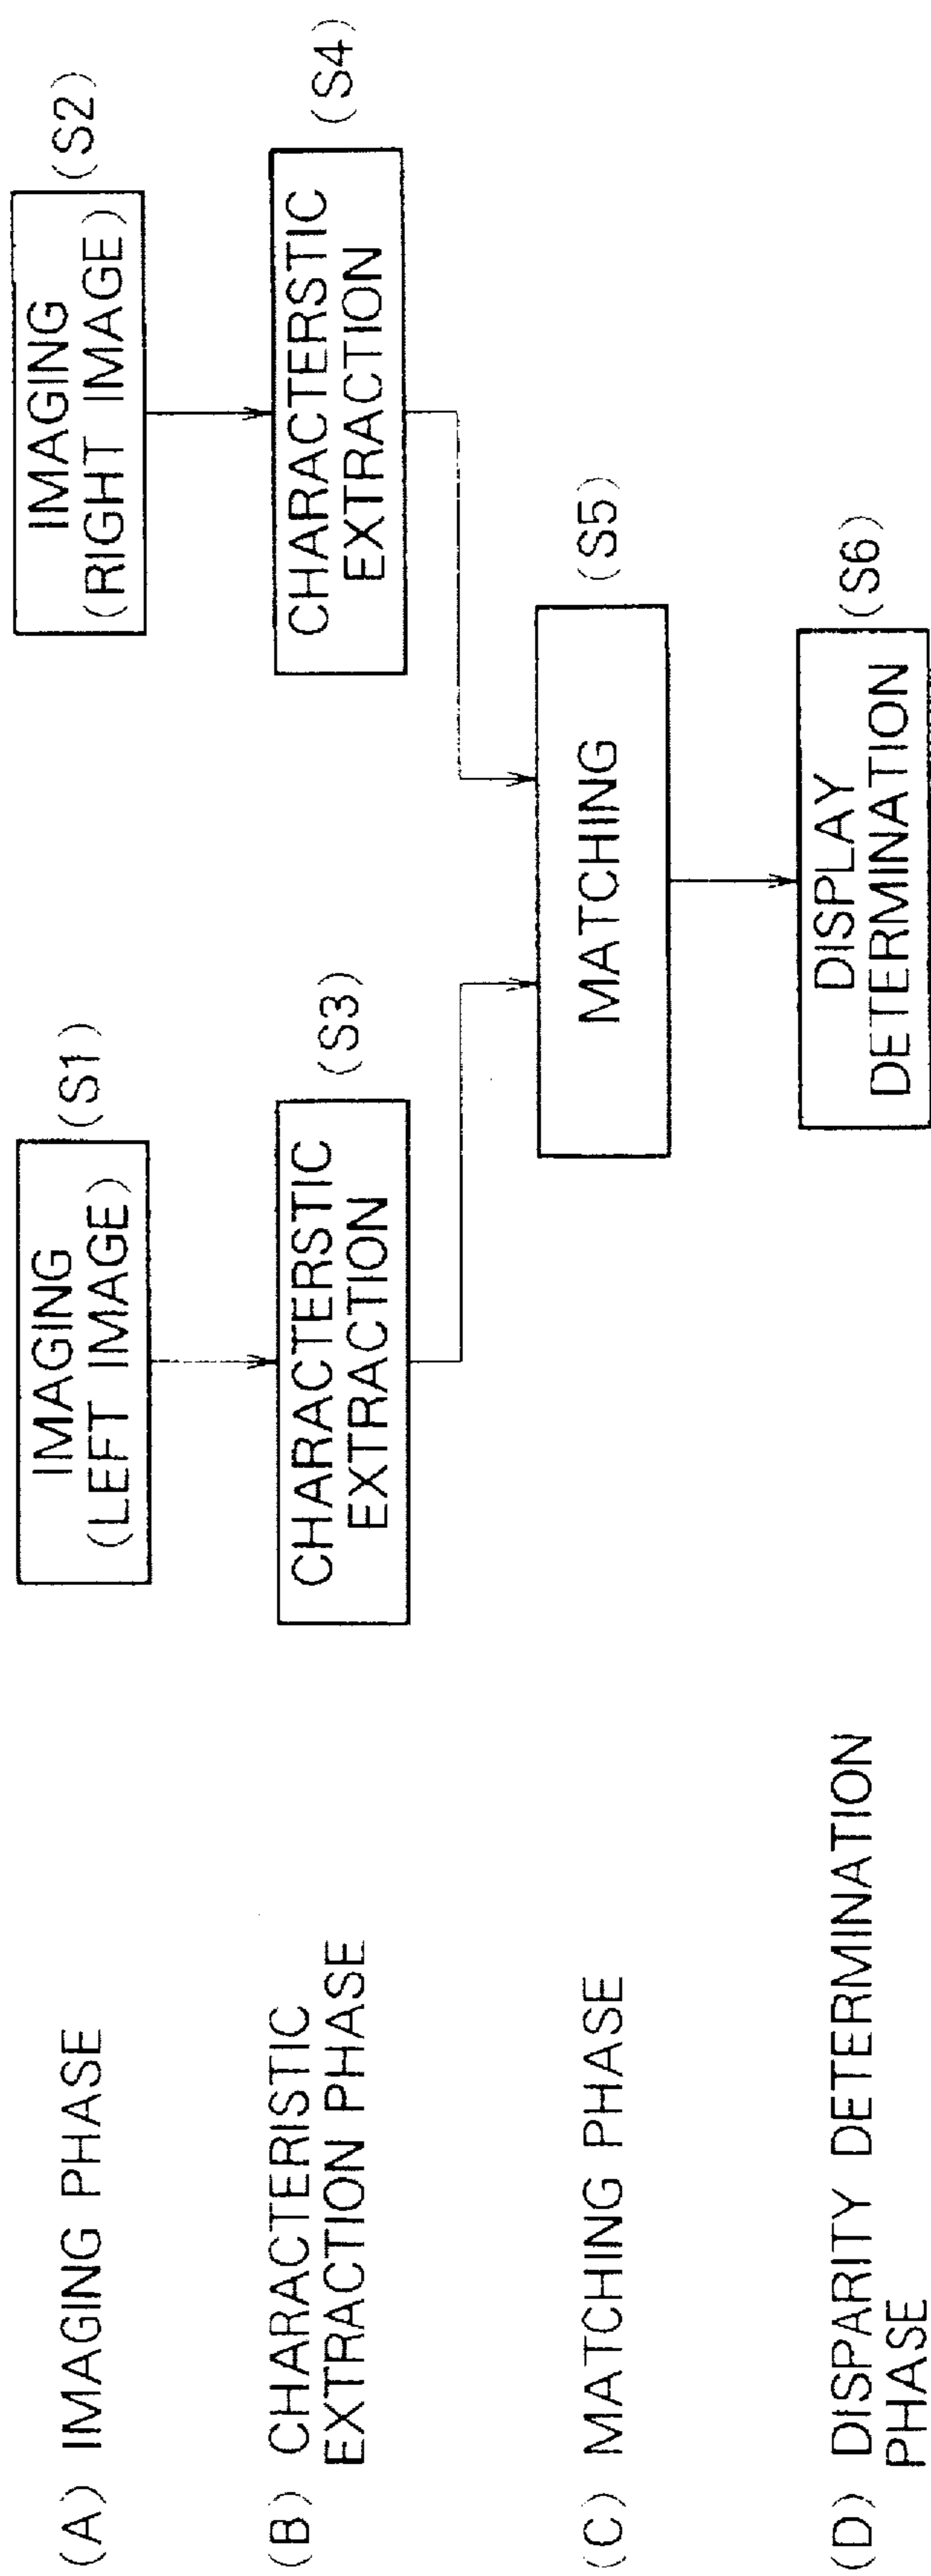 (A) IMAGING PHASE
IMAGING
(LEFT IMAGE)
(S1)
IMAGING
(RIGHT IMAGE)
(S2)
(B) CHARACTERISTIC
EXTRACTION PHASE
CHARACTERSTIC
EXTRACTION
(S3)
CHARACTERSTIC
EXTRACTION
(S4)
(C) MATCHING PHASE
MATCHING
(S5)
(D) DISPARITY DETERMINATION
PHASE
DISPLAY
DETERMINATION
(S6)